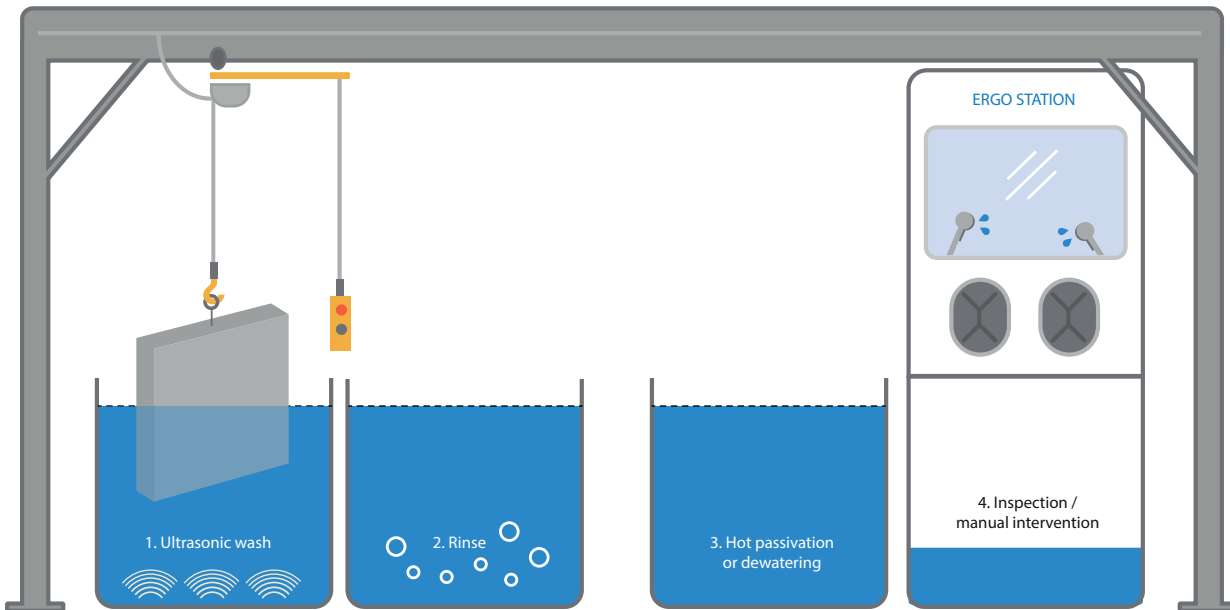 ERGO STATION
1. Ultrasonic wash
2. Rinse
3. Hot passivation
or dewatering
4. Inspection /
manual intervention